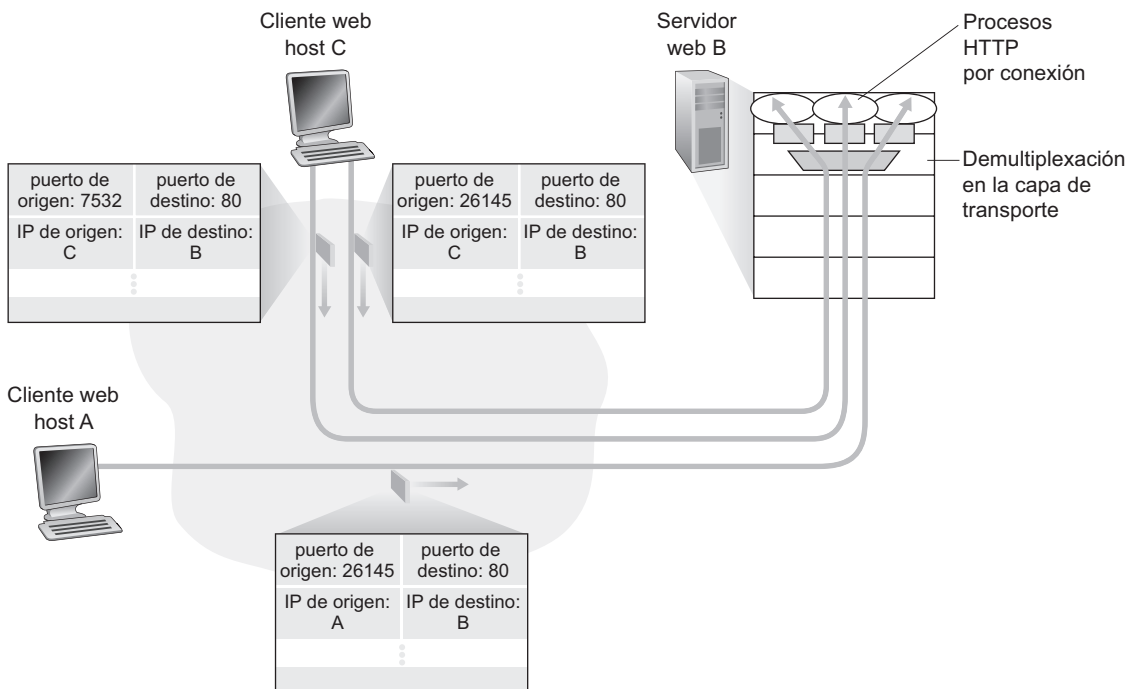 Cliente web
host C
Servidor
web B
Procesos
HTTP
por conexión
Demultiplexación
en la capa de
transporte
puerto de
origen: 7532
puerto de
destino: 80
IP de origen:
C
IP de destino:
B
puerto de
origen: 26145
puerto de
destino: 80
IP de origen:
C
IP de destino:
B
Cliente web
host A
puerto de
origen: 26145
puerto de
destino: 80
IP de origen:
A
IP de destino:
B